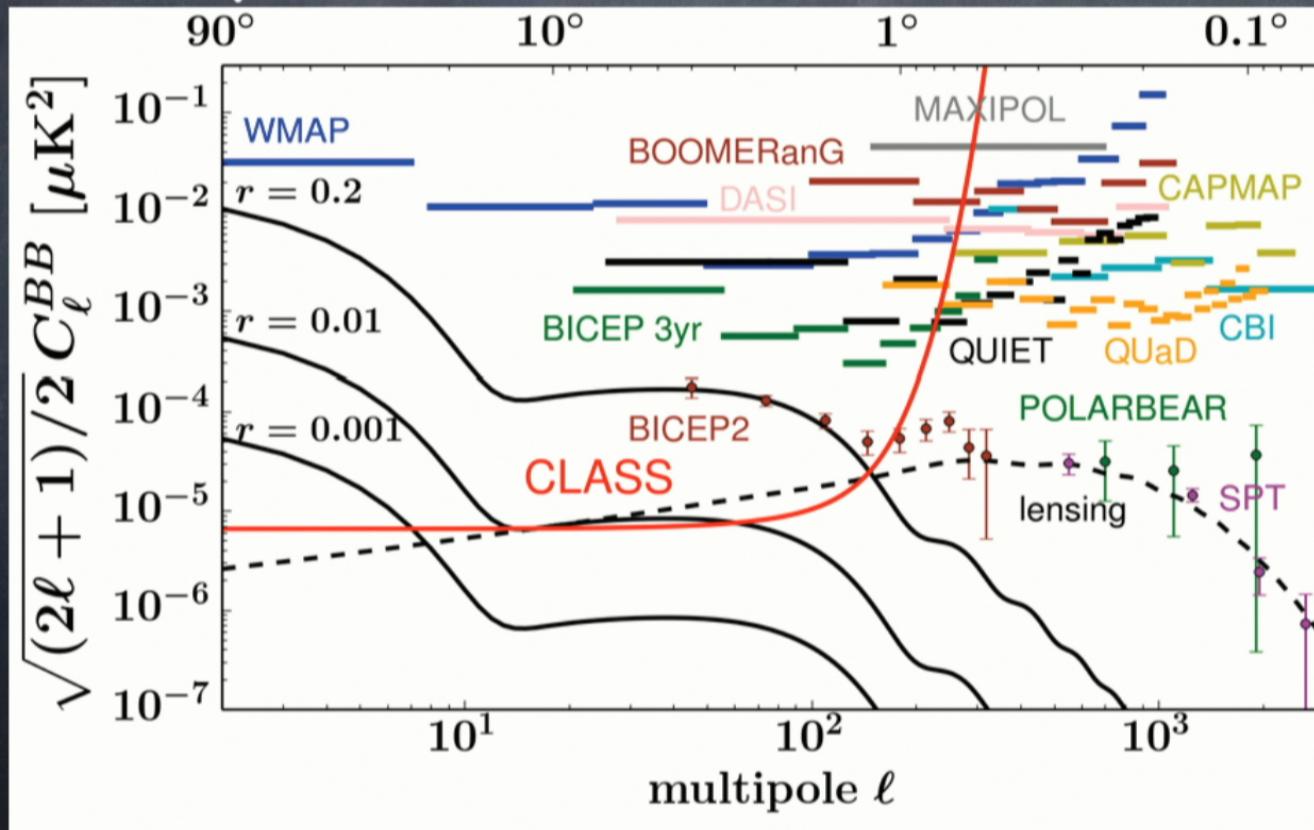 90° 10° 1° 0.1°
√(2ℓ + 1)/2 C_ℓ^{BB} [μK²]
10⁻¹
10⁻²
10⁻³
10⁻⁴
10⁻⁵
10⁻⁶
10⁻⁷
WMAP
MAXIPOL
BOOMERanG
r = 0.2
DASI
CAPMAP
r = 0.01
BICEP 3yr
QUIET
QUaD
CBI
r = 0.001
BICEP2
POLARBEAR
CLASS
lensing
SPT
10¹ 10² 10³
multipole ℓ